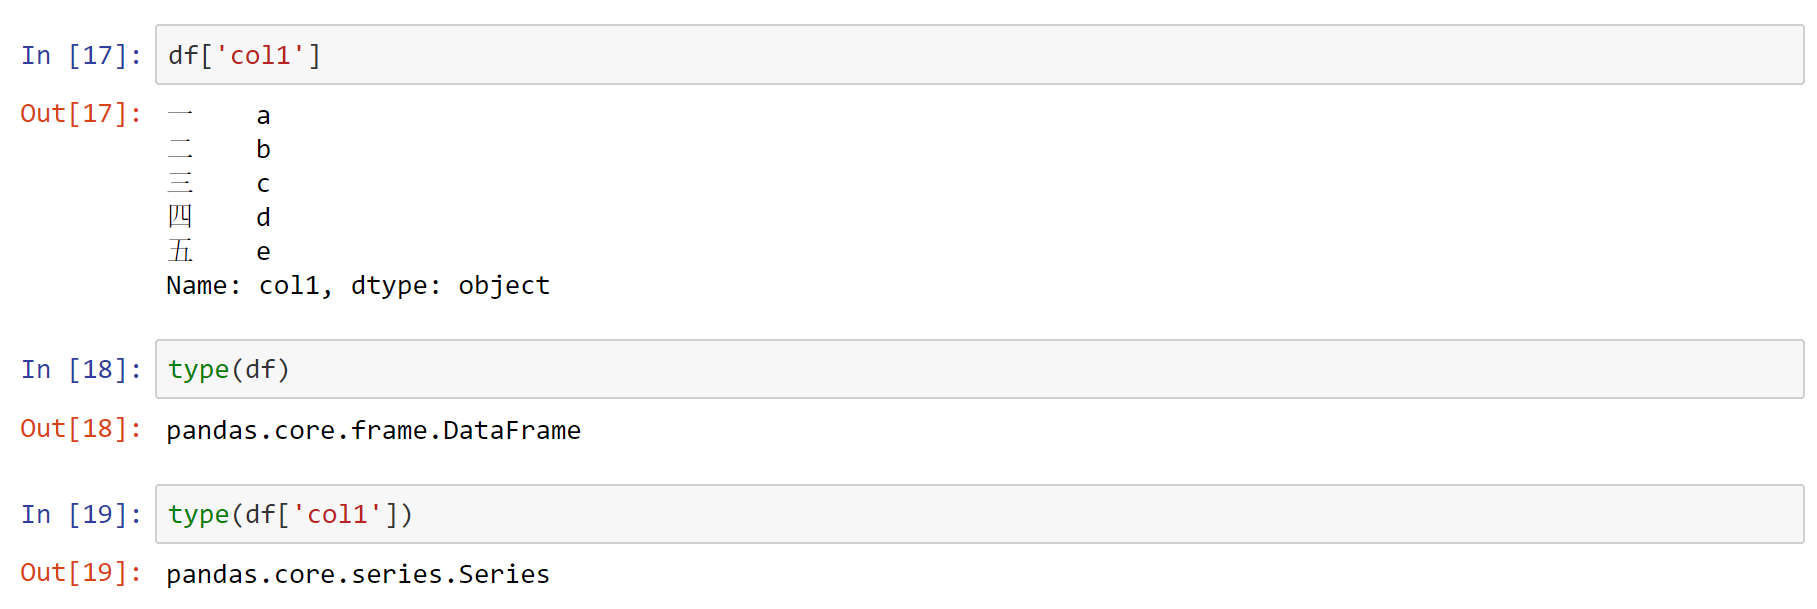 In [17]: df['col1']
Out[17]: 一    a
二    b
三    c
四    d
五    e
Name: col1, dtype: object
In [18]: type(df)
Out[18]: pandas.core.frame.DataFrame
In [19]: type(df['col1'])
Out[19]: pandas.core.series.Series